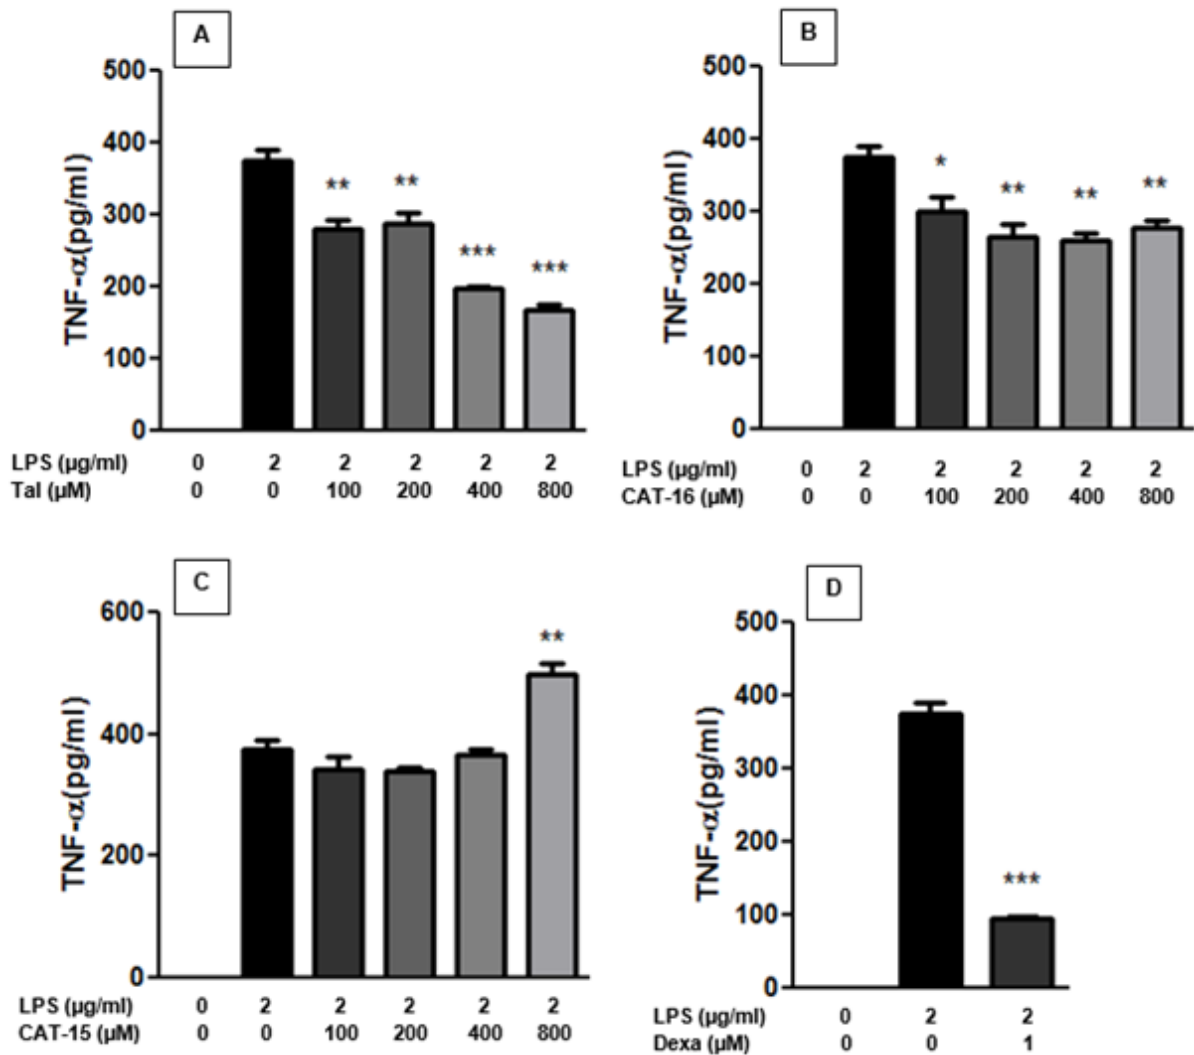 A
500
400
300
200
100
0
TNF-α(pg/ml)
**
**
***
***
LPS (µg/ml) 0 2 2 2 2 2
Tal (µM) 0 0 100 200 400 800
B
500
400
300
200
100
0
TNF-α(pg/ml)
*
**
**
**
LPS (µg/ml) 0 2 2 2 2 2
CAT-16 (µM) 0 0 100 200 400 800
C
600
400
200
0
TNF-α(pg/ml)
**
LPS (µg/ml) 0 2 2 2 2 2
CAT-15 (µM) 0 0 100 200 400 800
D
500
400
300
200
100
0
TNF-α(pg/ml)
***
LPS (µg/ml) 0 2 2
Dexa (µM) 0 0 1